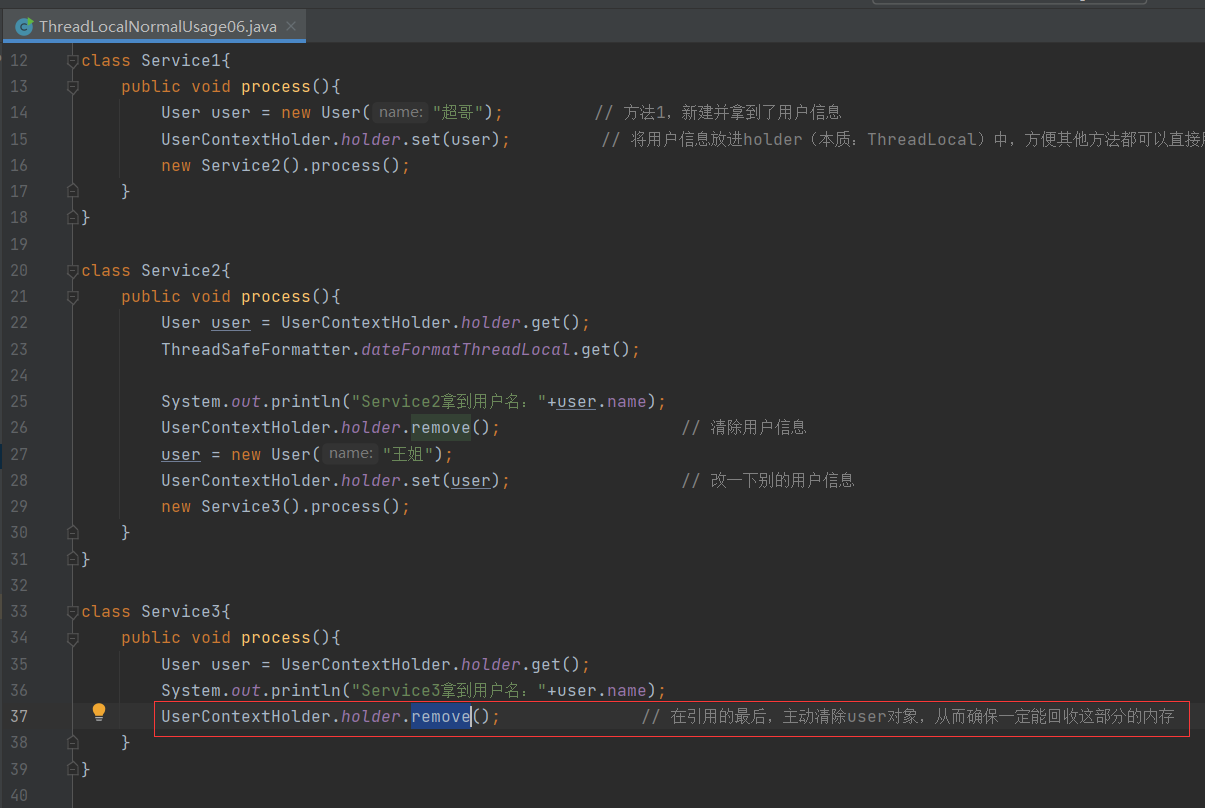 ThreadLocalNormalUsage06.java
12 class Service1{
13 public void process(){
14 User user = new User( name: "超哥"); // 方法1，新建并拿到了用户信息
15 UserContextHolder.holder.set(user); // 将用户信息放进holder（本质：ThreadLocal）中，方便其他方法都可以直接
16 new Service2().process();
17 }
18 }
19
20 class Service2{
21 public void process(){
22 User user = UserContextHolder.holder.get();
23 ThreadSafeFormatter.dateFormatThreadLocal.get();
24
25 System.out.println("Service2拿到用户名："+user.name);
26 UserContextHolder.holder.remove(); // 清除用户信息
27 user = new User( name: "王姐");
28 UserContextHolder.holder.set(user); // 改一下别的用户信息
29 new Service3().process();
30 }
31 }
32
33 class Service3{
34 public void process(){
35 User user = UserContextHolder.holder.get();
36 System.out.println("Service3拿到用户名："+user.name);
37 UserContextHolder.holder.remove(); // 在引用的最后，主动清除user对象，从而确保一定能回收这部分的内存
38 }
39 }
40